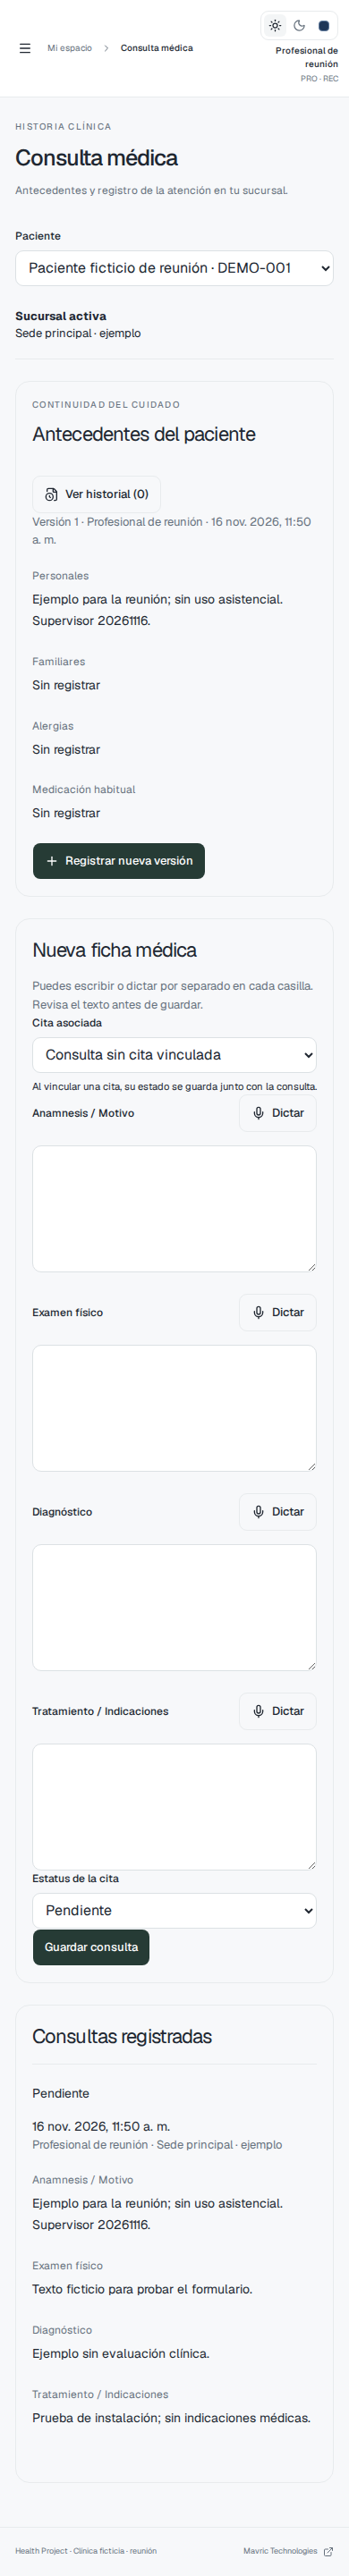 Mi espacio > Consulta médica
Profesional de
reunión
PRO · REC
HISTORIA CLÍNICA
Consulta médica
Antecedentes y registro de la atención en tu sucursal.
Paciente
Paciente ficticio de reunión · DEMO-001
Sucursal activa
Sede principal · ejemplo
CONTINUIDAD DEL CUIDADO
Antecedentes del paciente
Ver historial (0)
Versión 1 · Profesional de reunión · 16 nov. 2026, 11:50
a. m.
Personales
Ejemplo para la reunión; sin uso asistencial.
Supervisor 20261116.
Familiares
Sin registrar
Alergias
Sin registrar
Medicación habitual
Sin registrar
Registrar nueva versión
Nueva ficha médica
Puedes escribir o dictar por separado en cada casilla.
Revisa el texto antes de guardar.
Cita asociada
Consulta sin cita vinculada
Al vincular una cita, su estado se guarda junto con la consulta.
Anamnesis / Motivo
Dictar
Examen físico
Dictar
Diagnóstico
Dictar
Tratamiento / Indicaciones
Dictar
Estatus de la cita
Pendiente
Guardar consulta
Consultas registradas
Pendiente
16 nov. 2026, 11:50 a. m.
Profesional de reunión · Sede principal · ejemplo
Anamnesis / Motivo
Ejemplo para la reunión; sin uso asistencial.
Supervisor 20261116.
Examen físico
Texto ficticio para probar el formulario.
Diagnóstico
Ejemplo sin evaluación clínica.
Tratamiento / Indicaciones
Prueba de instalación; sin indicaciones médicas.
Health Project · Clínica ficticia · reunión
Mavric Technologies